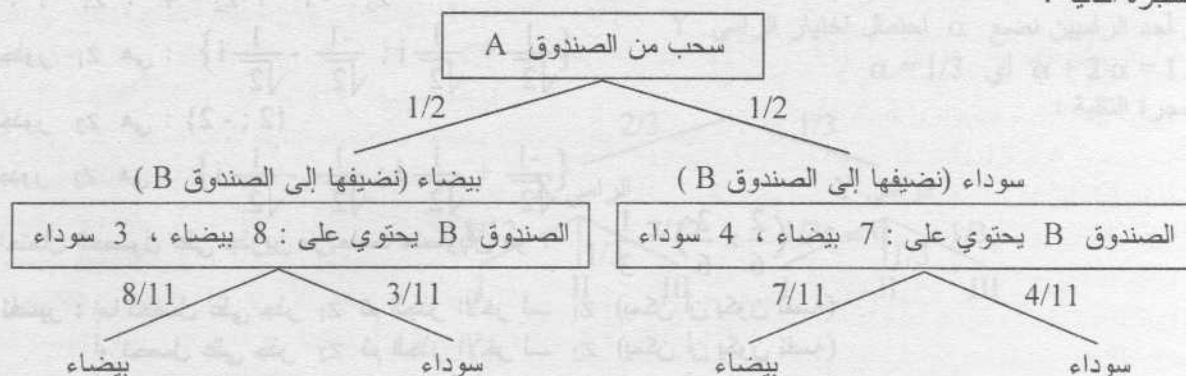 سحب من الصندوق A
1/2 1/2
سوداء (نضيفها إلى الصندوق B) بيضاء (نضيفها إلى الصندوق B)
الصندوق B يحتوي على : 7 بيضاء ، 4 سوداء
الصندوق B يحتوي على : 8 بيضاء ، 3 سوداء
8/11 3/11 7/11 4/11
بيضاء سوداء بيضاء سوداء